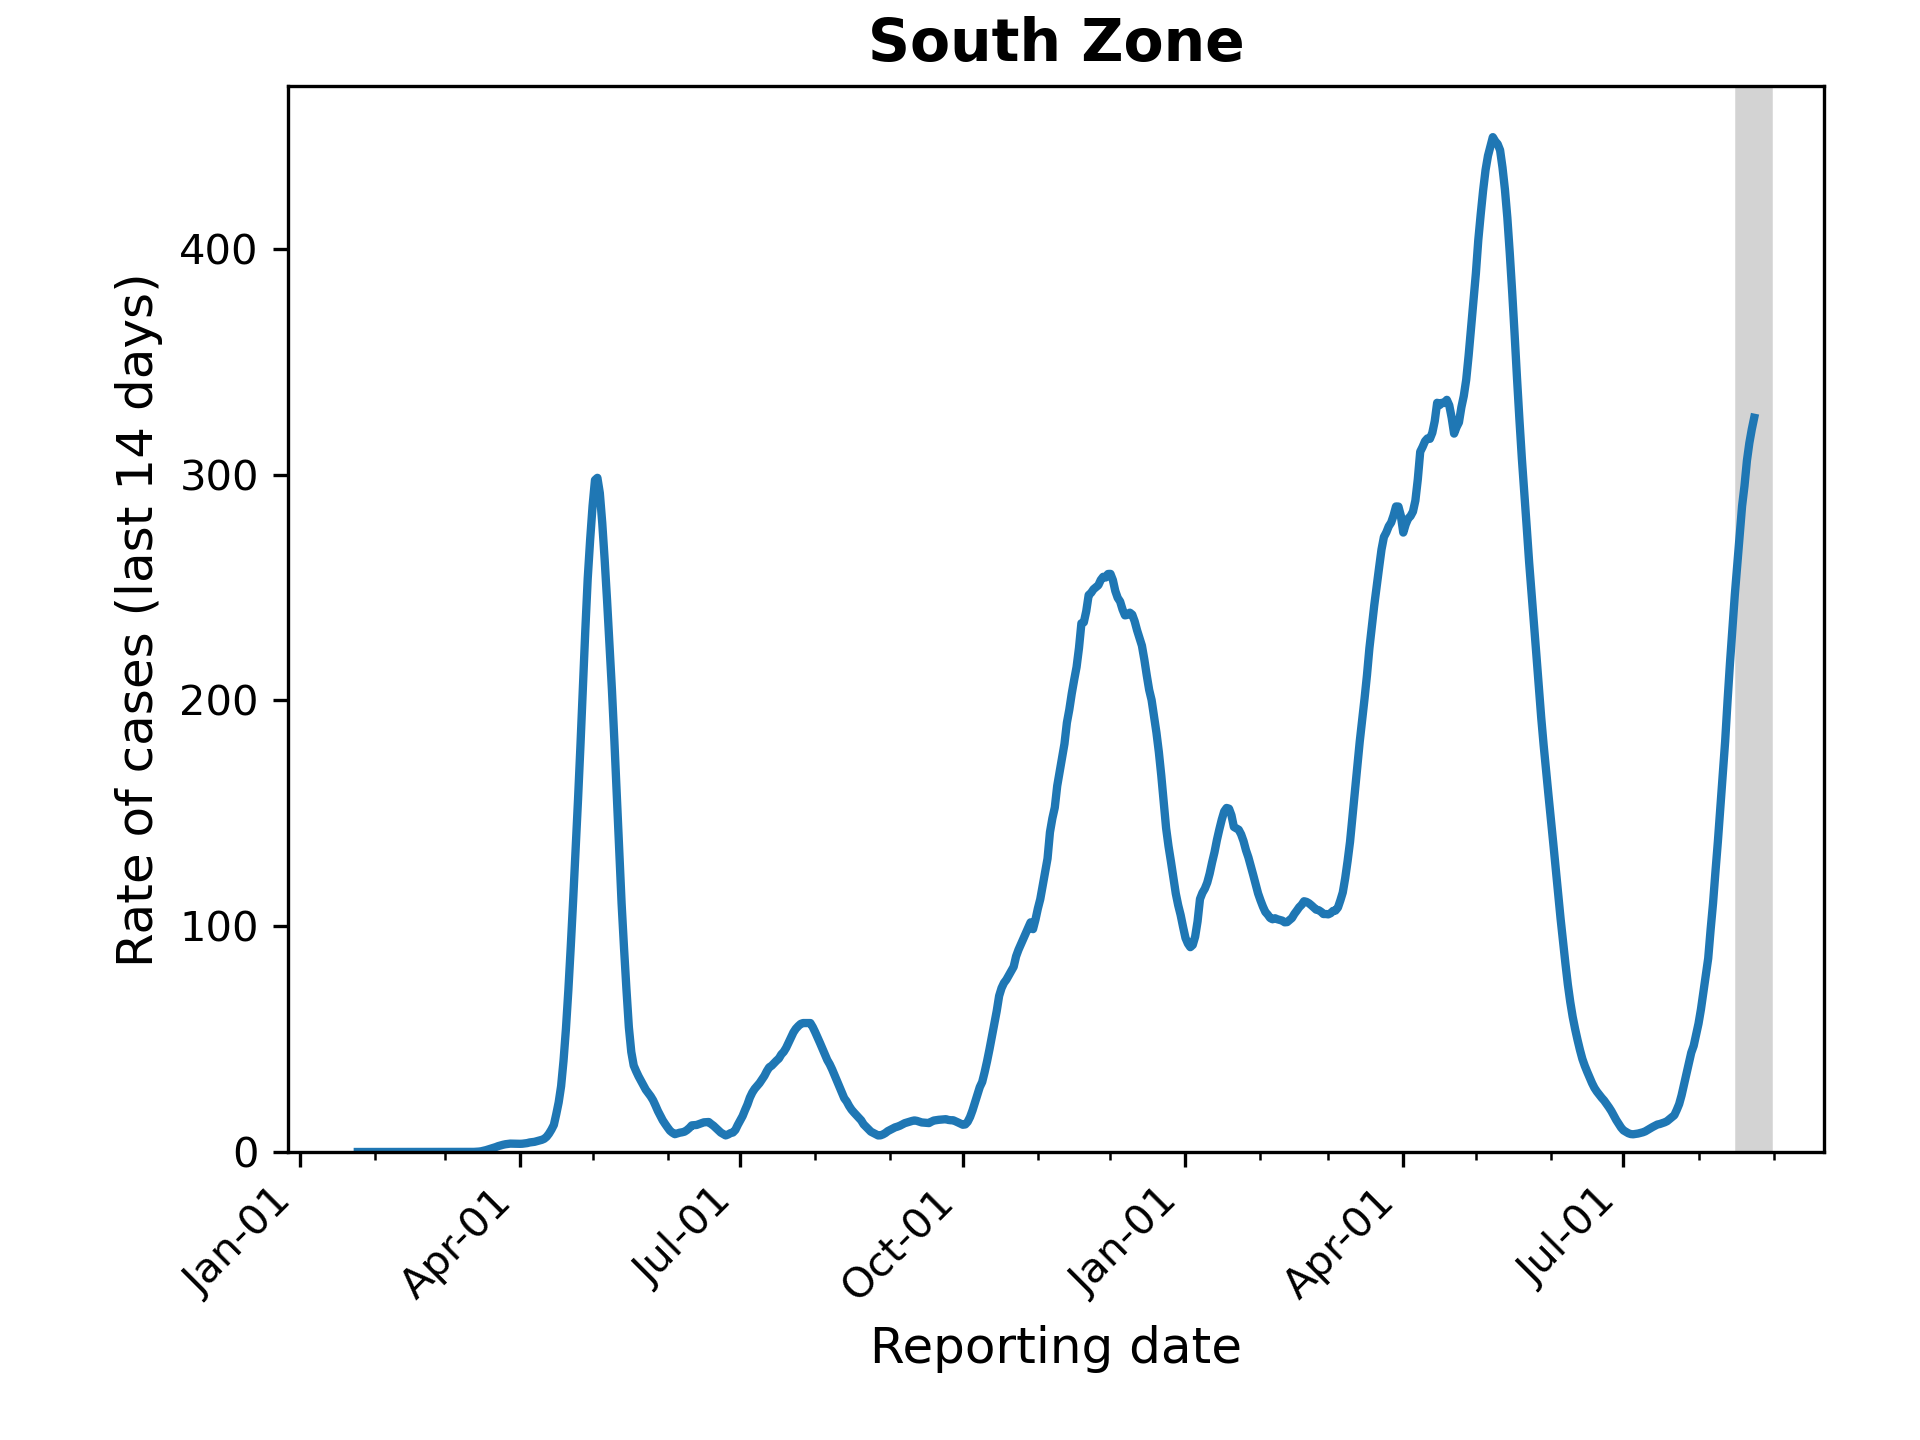 South Zone
Rate of cases (last 14 days)
400
300
200
100
0
Jan-01
Apr-01
Jul-01
Oct-01
Jan-01
Apr-01
Jul-01
Reporting date